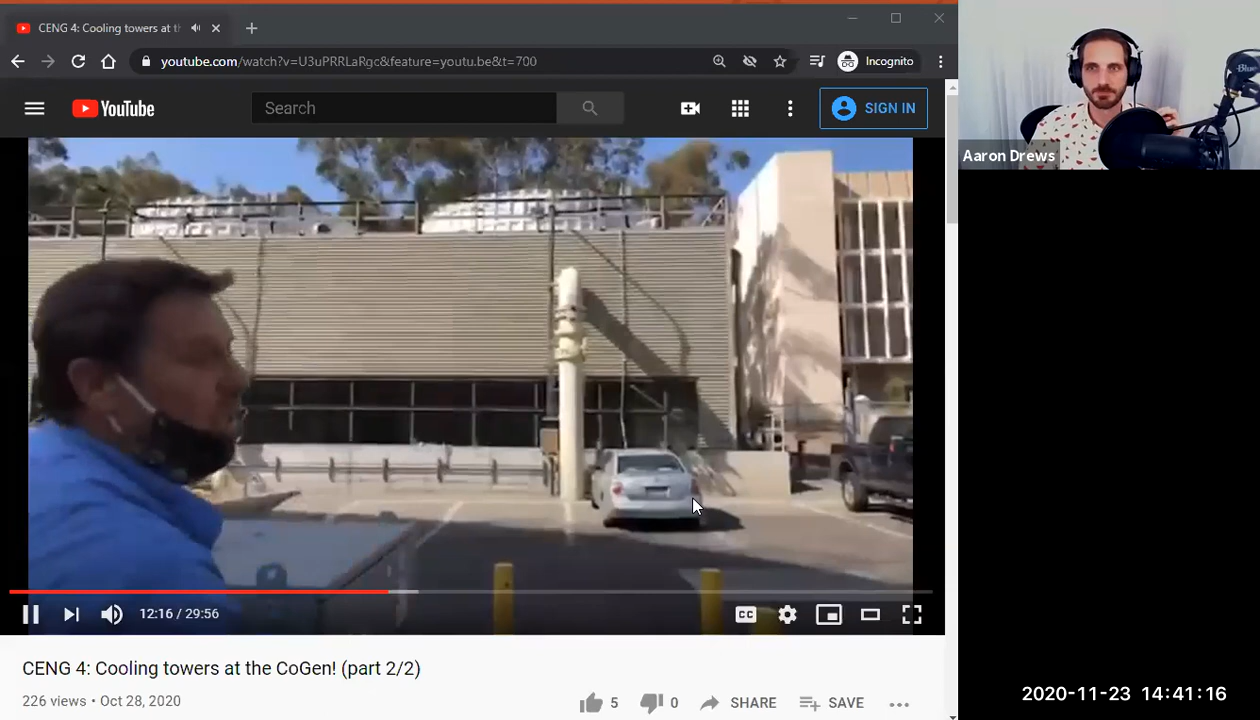 CENG 4: Cooling towers at th
youtube.com/watch?v=U3uPRRLaRgc&feature=youtu.be&t=700
Incognito
YouTube
Search
SIGN IN
Blue
Aaron Drews
12:16 / 29:56
CC
CENG 4: Cooling towers at the CoGen! (part 2/2)
226 views • Oct 28, 2020
5
0
SHARE
SAVE
2020-11-23 14:41:16